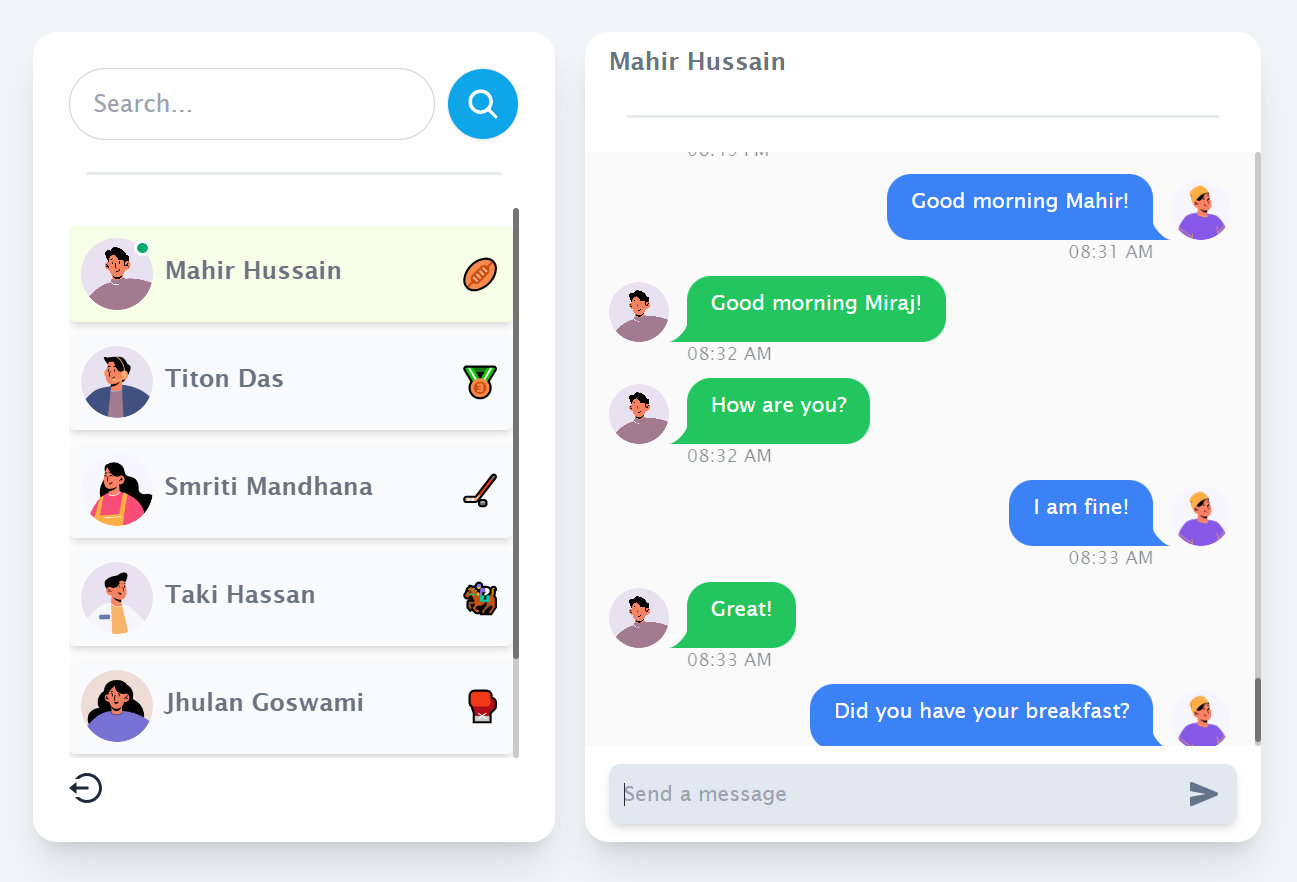 Search...
Mahir Hussain
Titon Das
Smriti Mandhana
Taki Hassan
Jhulan Goswami
Mahir Hussain
Good morning Mahir!
08:31 AM
Good morning Miraj!
08:32 AM
How are you?
08:32 AM
I am fine!
08:33 AM
Great!
08:33 AM
Did you have your breakfast?
Send a message